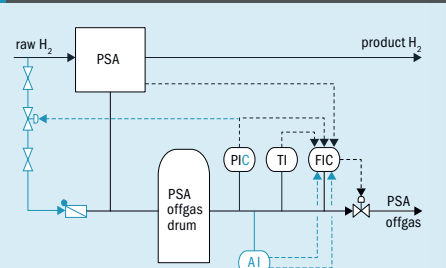 raw H₂
product H₂
PSA
PIC
TI
FIC
PSA
offgas
drum
PSA
offgas
AI